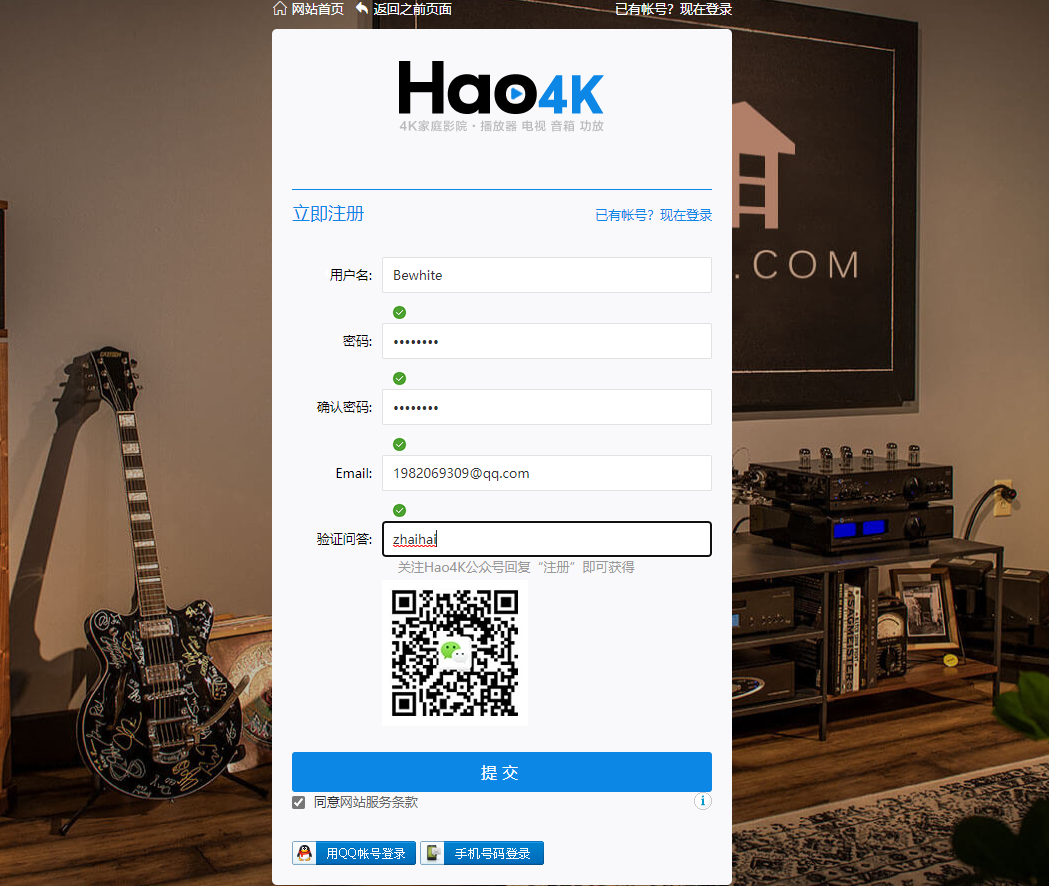 网站首页 返回之前页面 已有帐号？现在登录
Hao4K
4K家庭影院·播放器 电视 音箱 功放
.COM
立即注册 已有帐号？现在登录
用户名: Bewhite
密码: ••••••••
确认密码: ••••••••
Email: 1982069309@qq.com
验证问答: zhaihai
关注Hao4K公众号回复“注册”即可获得
提交
同意网站服务条款
用QQ帐号登录 手机号码登录